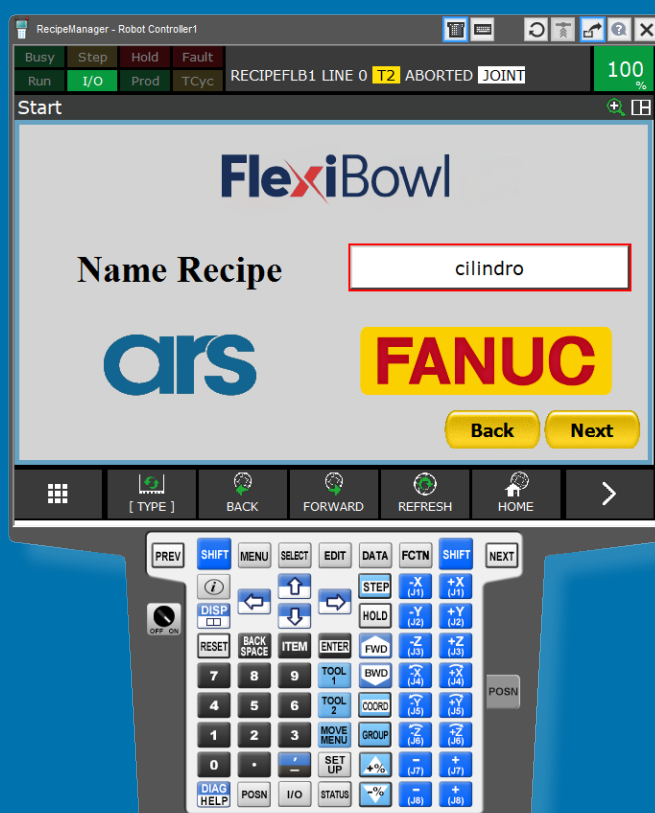 RecipeManager - Robot Controller1
Busy Step Hold Fault
Run I/O Prod TCyc
RECIPEFLB1 LINE 0 T2 ABORTED JOINT
100
%
Start
FlexiBowl
Name Recipe cilindro
ars FANUC
Back Next
[ TYPE ] BACK FORWARD REFRESH HOME
PREV SHIFT MENU SELECT EDIT DATA FCTN SHIFT NEXT
i STEP -X (J1) +X (J1)
OFF ON DISP HOLD -Y (J2) +Y (J2)
RESET BACK SPACE ITEM ENTER FWD -Z (J3) +Z (J3)
7 8 9 TOOL 1 BWD -X (J4) +X (J4)
POSN
4 5 6 TOOL 2 COORD -Y (J5) +Y (J5)
1 2 3 MOVE MENU GROUP -Z (J6) +Z (J6)
0 . ,- SET UP +% - (J7) + (J7)
DIAG HELP POSN I/O STATUS -% - (J8) + (J8)